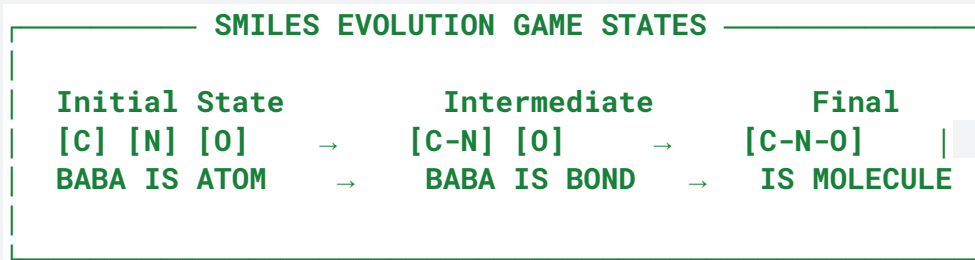 SMILES EVOLUTION GAME STATES
Initial State Intermediate Final
[C] [N] [O] → [C-N] [O] → [C-N-O] |
BABA IS ATOM → BABA IS BOND → IS MOLECULE